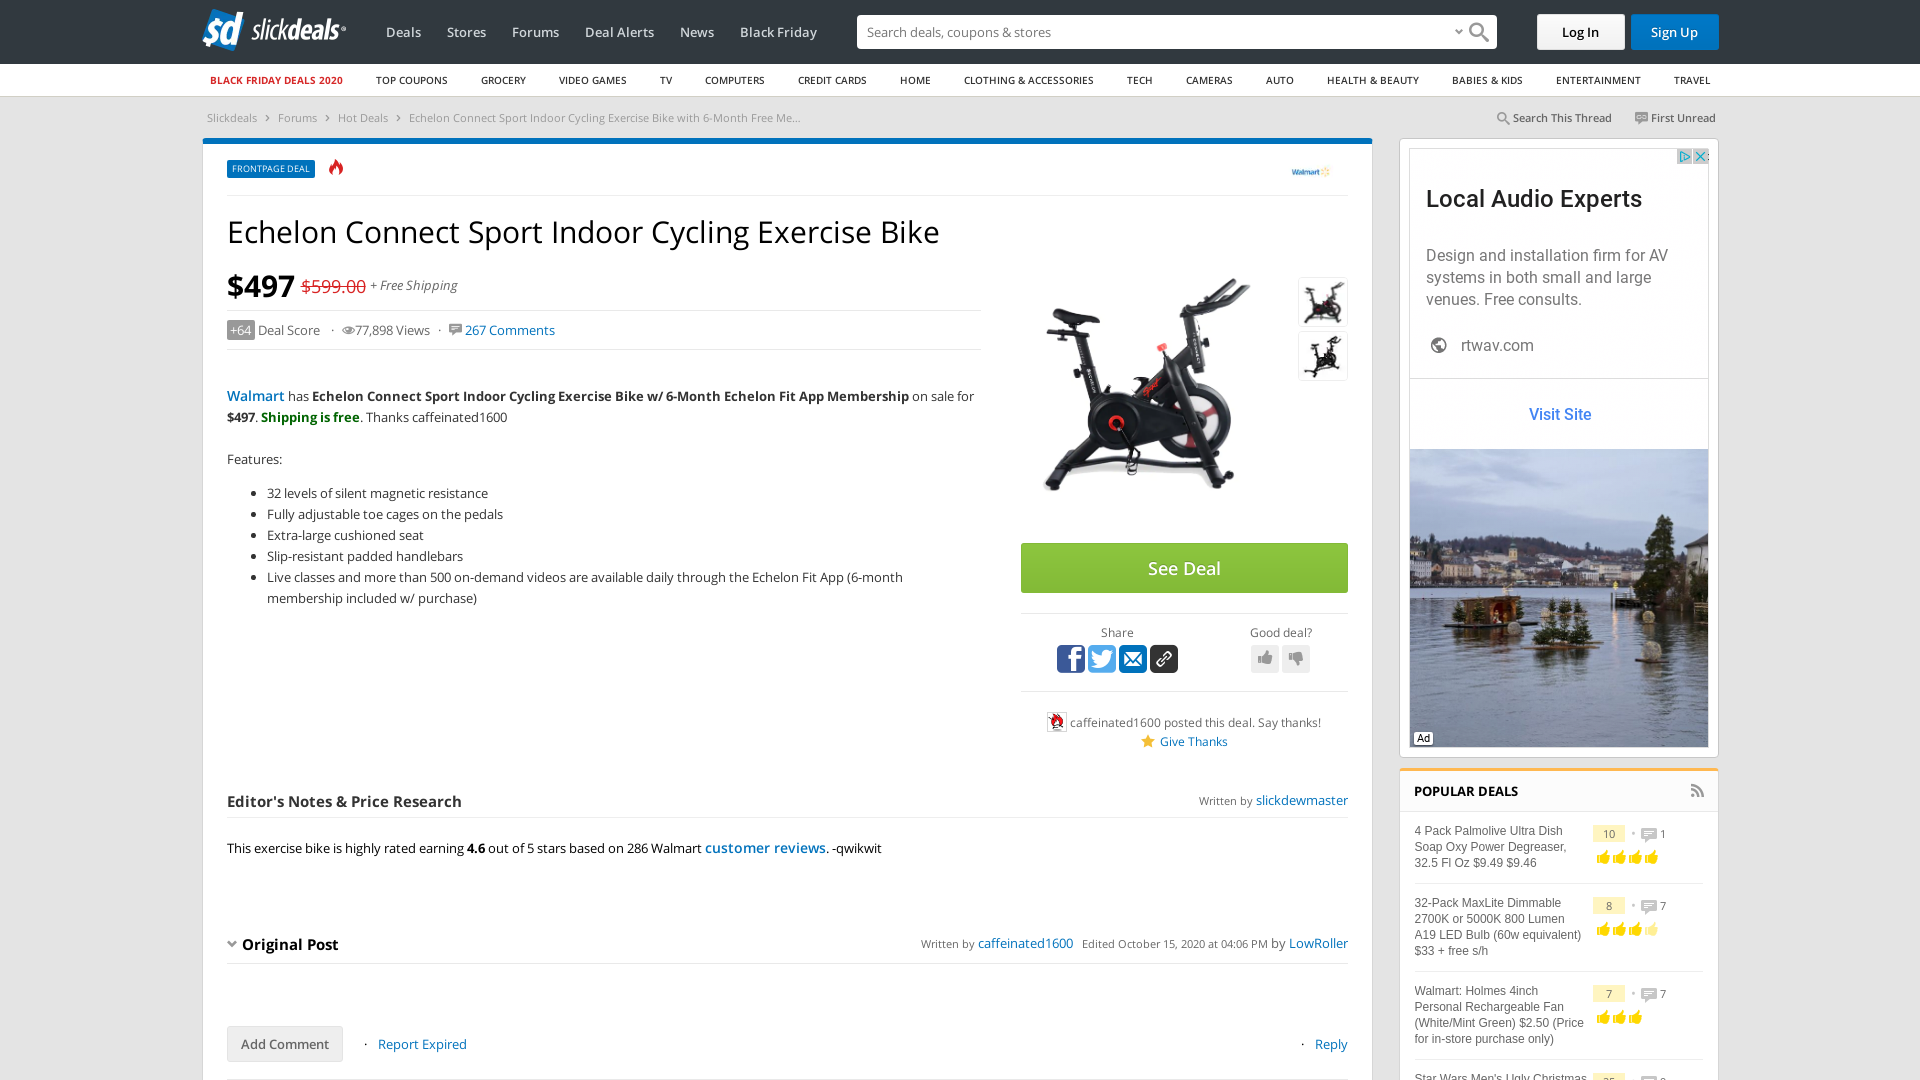 slickdeals
Deals
Stores
Forums
Deal Alerts
News
Black Friday
Search deals, coupons & stores
Log In
Sign Up
BLACK FRIDAY DEALS 2020
TOP COUPONS
GROCERY
VIDEO GAMES
TV
COMPUTERS
CREDIT CARDS
HOME
CLOTHING & ACCESSORIES
TECH
CAMERAS
AUTO
HEALTH & BEAUTY
BABIES & KIDS
ENTERTAINMENT
TRAVEL
Slickdeals > Forums > Hot Deals > Echelon Connect Sport Indoor Cycling Exercise Bike with 6-Month Free Me...
Search This Thread
First Unread
FRONTPAGE DEAL
Walmart
Echelon Connect Sport Indoor Cycling Exercise Bike
$497 $599.00 + Free Shipping
+64 Deal Score · 77,898 Views · 267 Comments
Walmart has Echelon Connect Sport Indoor Cycling Exercise Bike w/ 6-Month Echelon Fit App Membership on sale for
$497. Shipping is free. Thanks caffeinated1600
Features:
• 32 levels of silent magnetic resistance
• Fully adjustable toe cages on the pedals
• Extra-large cushioned seat
• Slip-resistant padded handlebars
• Live classes and more than 500 on-demand videos are available daily through the Echelon Fit App (6-month
membership included w/ purchase)
See Deal
Share
Good deal?
caffeinated1600 posted this deal. Say thanks!
Give Thanks
Editor's Notes & Price Research
Written by slickdewmaster
This exercise bike is highly rated earning 4.6 out of 5 stars based on 286 Walmart customer reviews. -qwikwit
Original Post
Written by caffeinated1600 Edited October 15, 2020 at 04:06 PM by LowRoller
Add Comment
· Report Expired
· Reply
Local Audio Experts
Design and installation firm for AV
systems in both small and large
venues. Free consults.
rtwav.com
Visit Site
Ad
POPULAR DEALS
4 Pack Palmolive Ultra Dish
Soap Oxy Power Degreaser,
32.5 Fl Oz $9.49 $9.46
10 • 1
32-Pack MaxLite Dimmable
2700K or 5000K 800 Lumen
A19 LED Bulb (60w equivalent)
$33 + free s/h
8 • 7
Walmart: Holmes 4inch
Personal Rechargeable Fan
(White/Mint Green) $2.50 (Price
for in-store purchase only)
7 • 7
Star Wars Men's Ugly Christmas